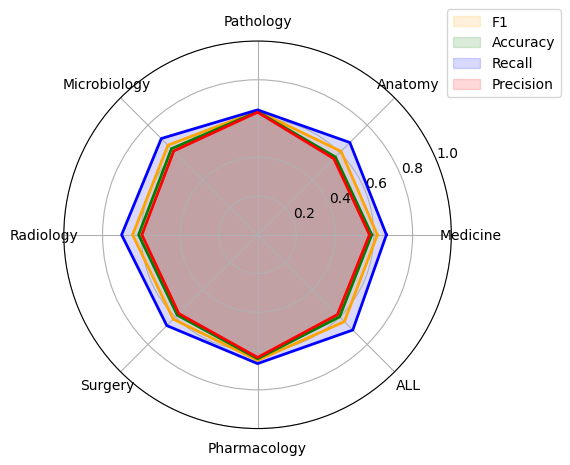 F1
Accuracy
Recall
Precision
Pathology
Microbiology
Anatomy
1.0
0.8
0.6
0.4
0.2
Radiology
Medicine
Surgery
ALL
Pharmacology